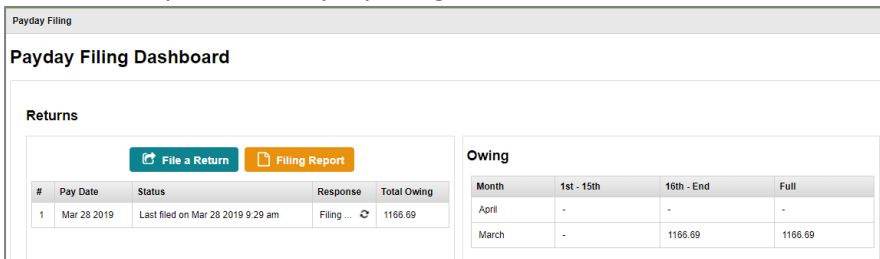 Payday Filing
Payday Filing Dashboard
Returns
File a Return Filing Report
# Pay Date Status Response Total Owing
1 Mar 28 2019 Last filed on Mar 28 2019 9:29 am Filing ... 1166.69
Owing
Month 1st - 15th 16th - End Full
April - - -
March - 1166.69 1166.69